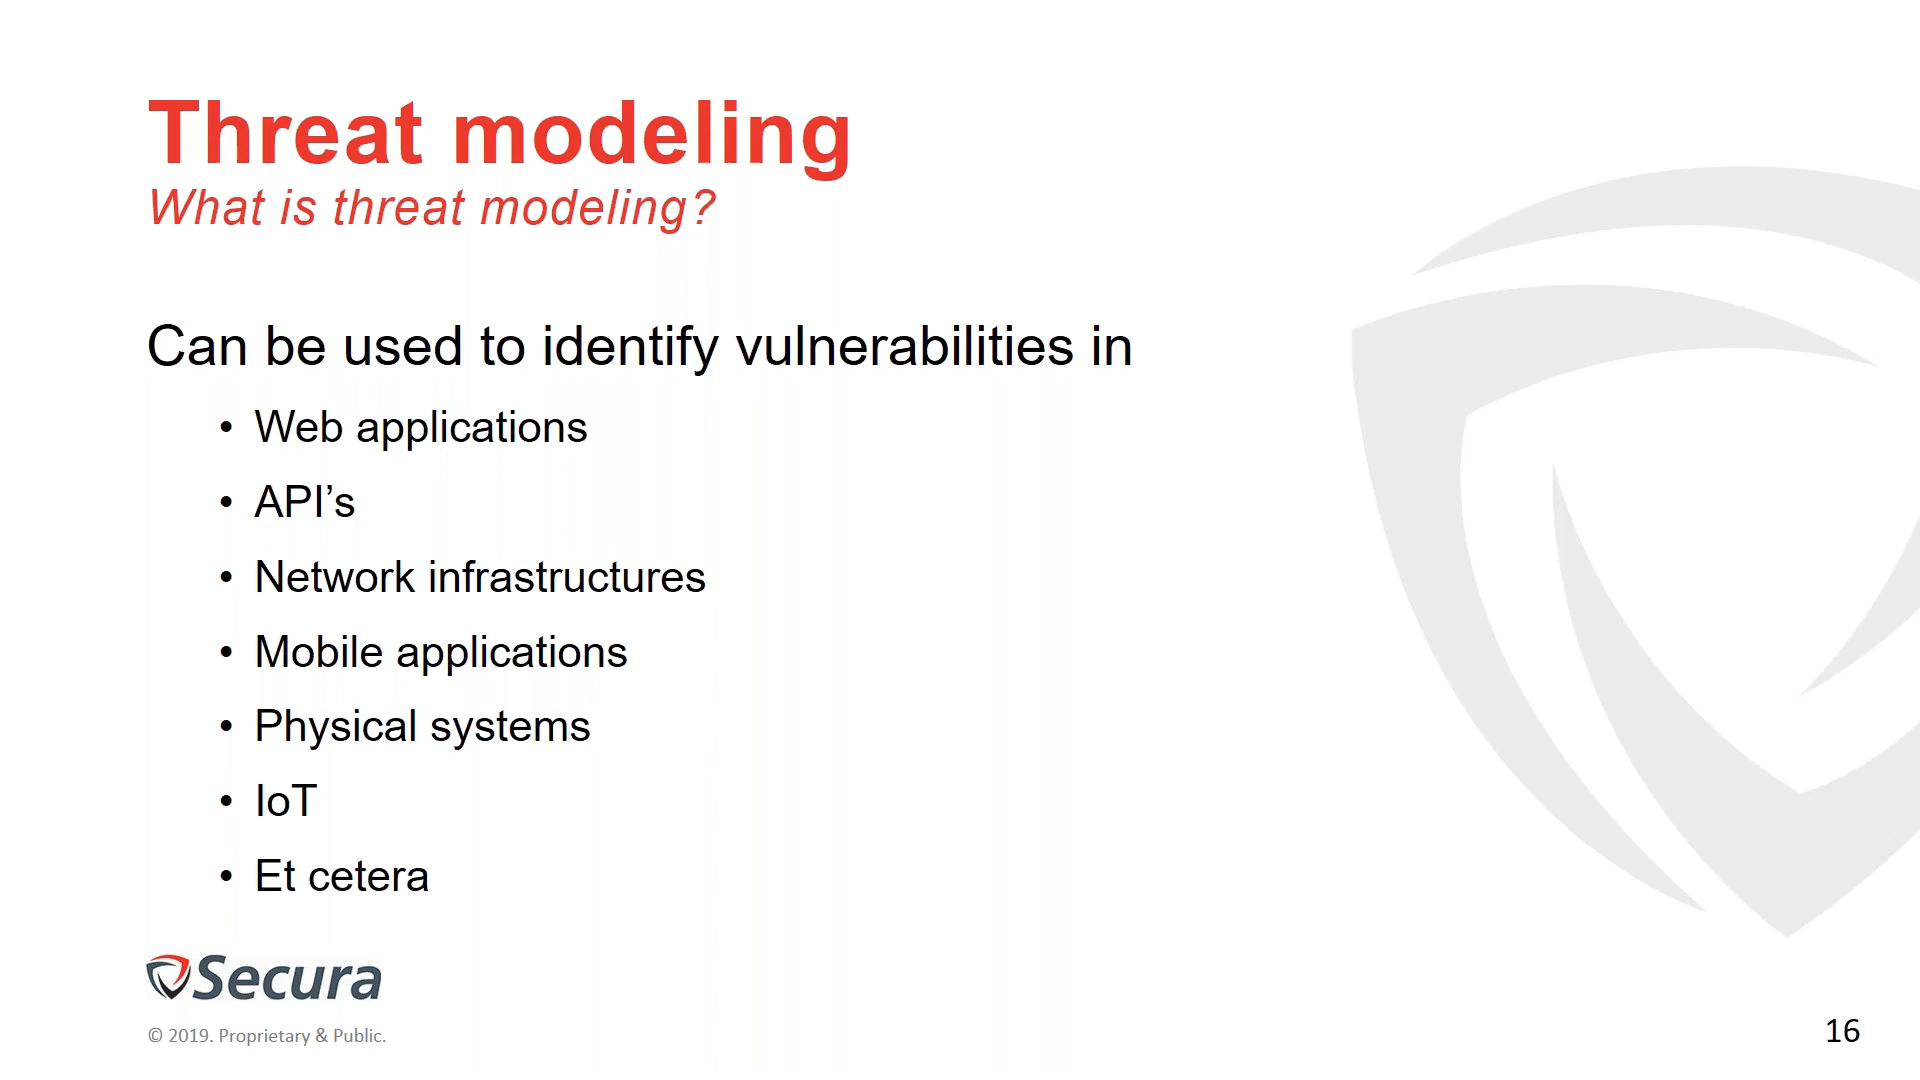 Threat modeling
What is threat modeling?
Can be used to identify vulnerabilities in
• Web applications
• API’s
• Network infrastructures
• Mobile applications
• Physical systems
• IoT
• Et cetera
Secura
© 2019. Proprietary & Public.
16